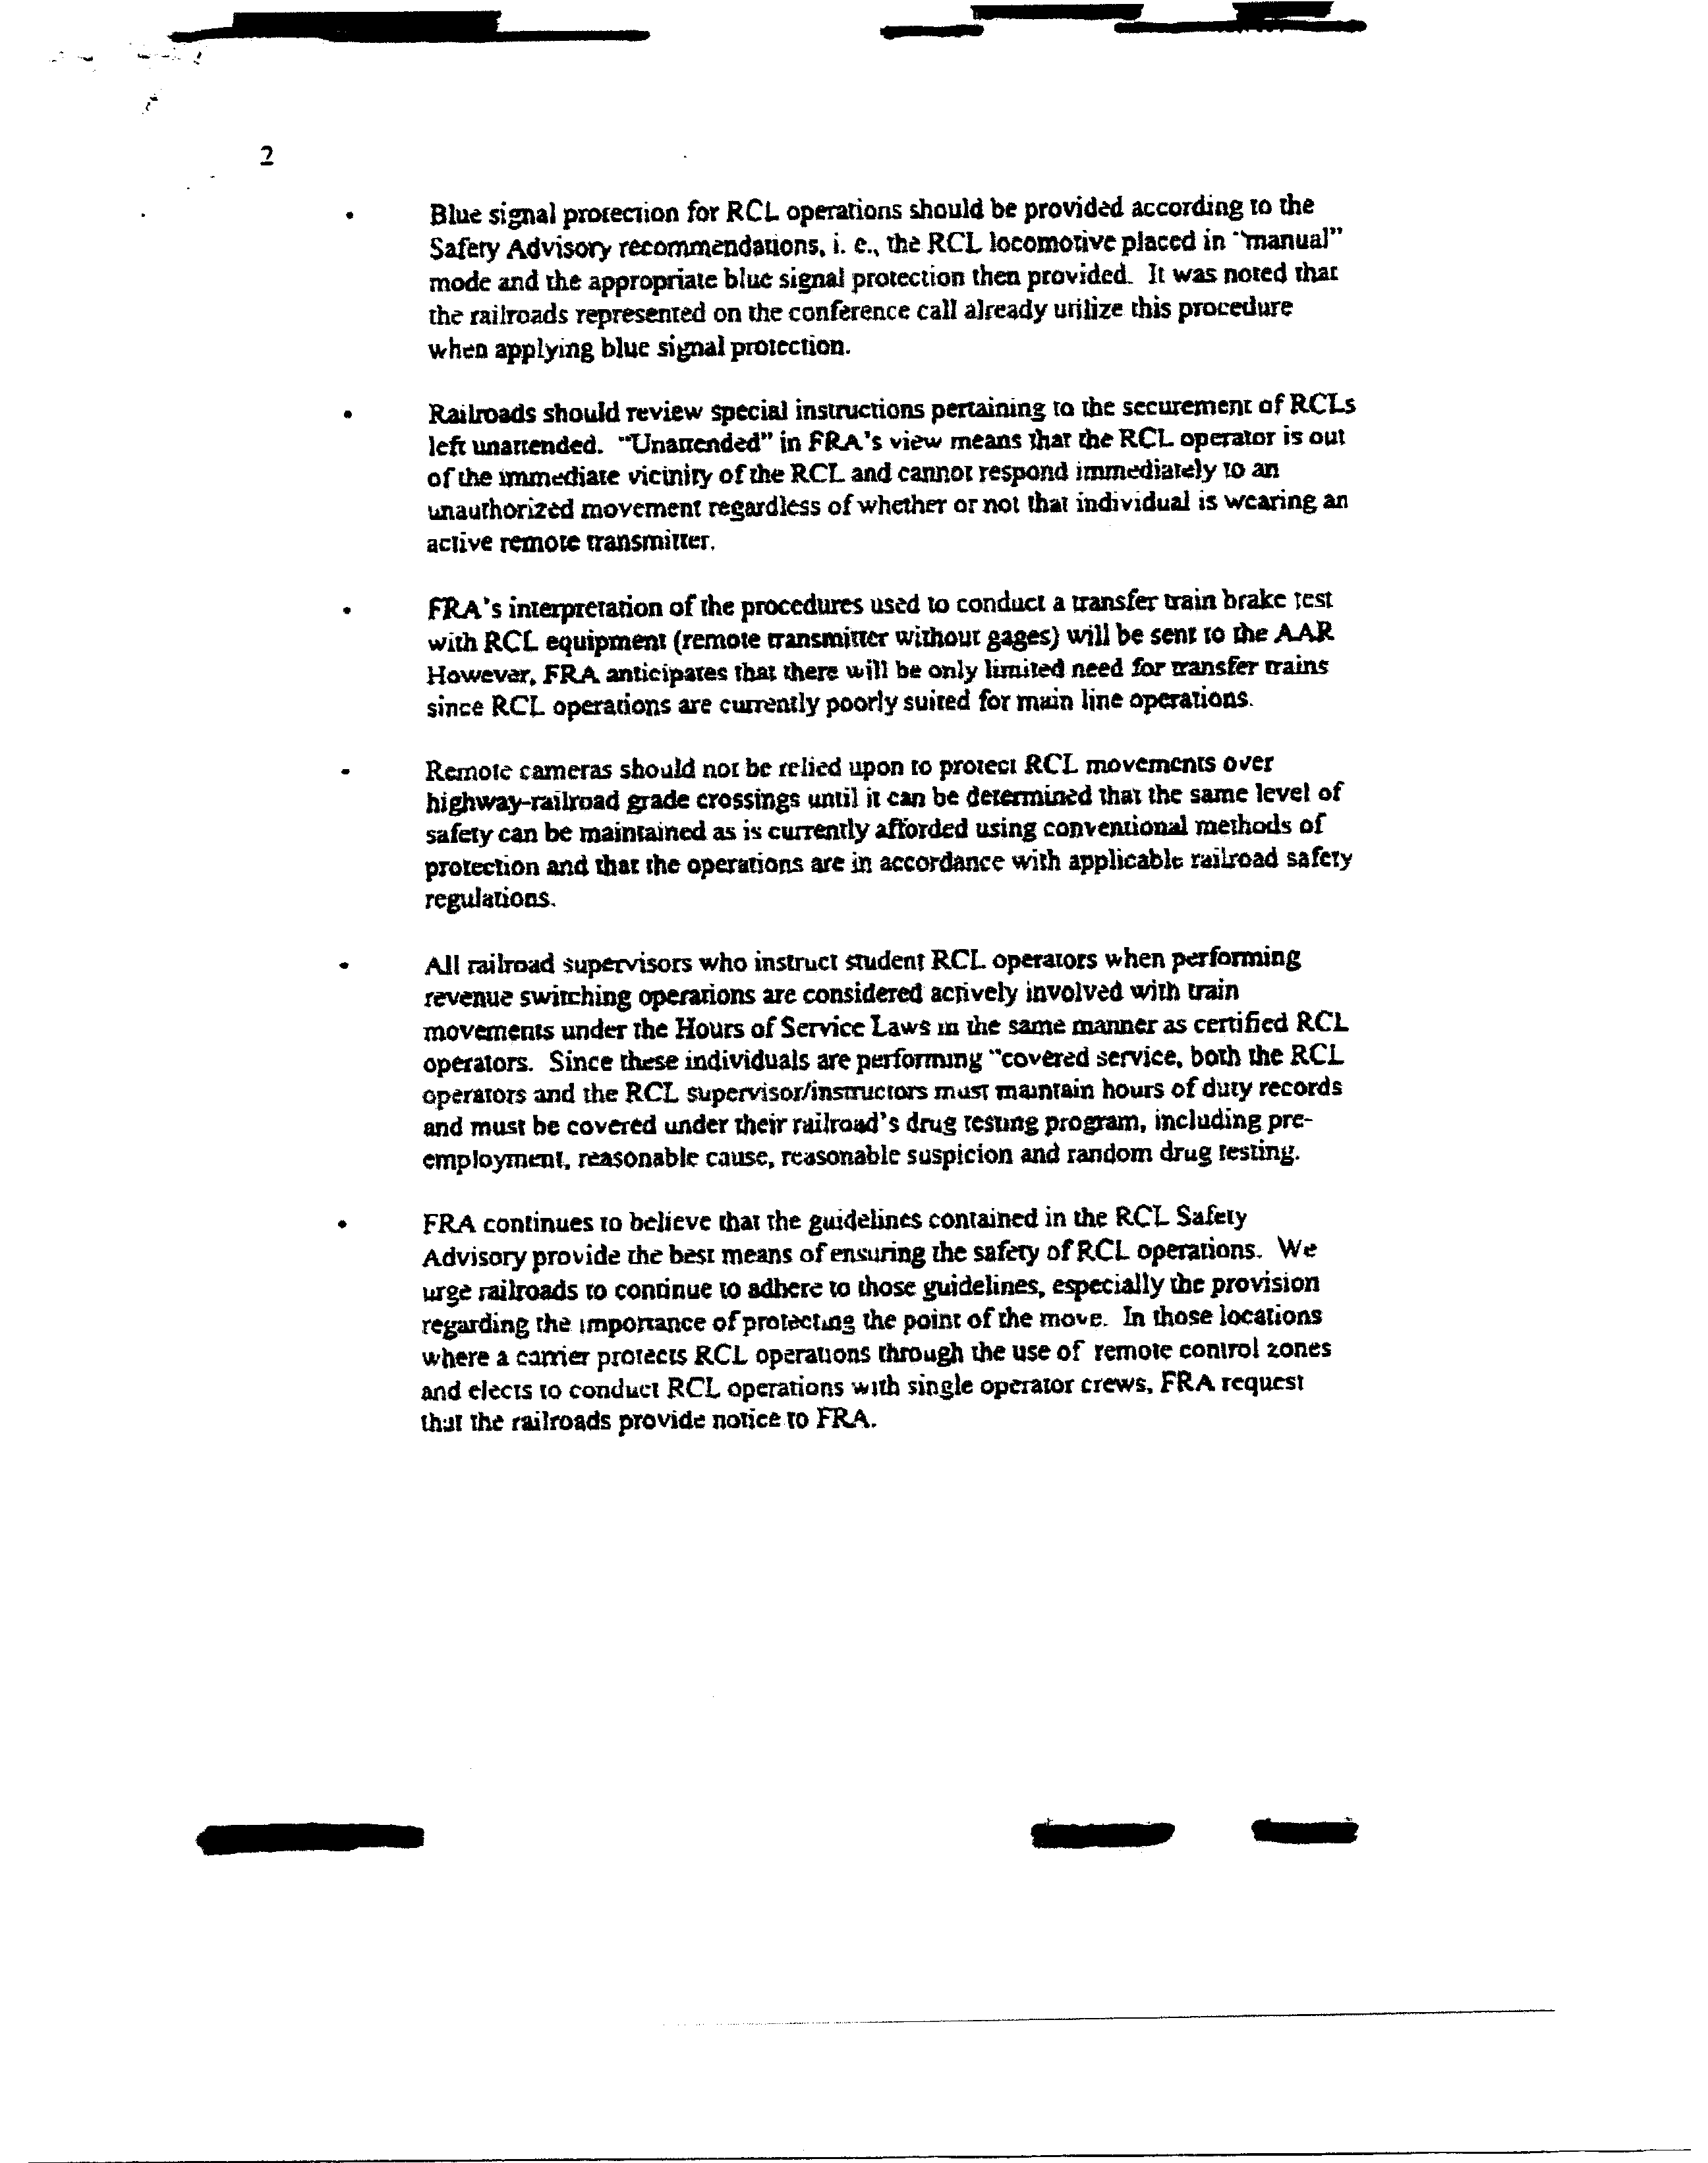 2
• Blue signal protection for RCL operations should be provided according to the
Safety Advisory recommendations, i. e., the RCL locomotive placed in "manual"
mode and the appropriate blue signal protection then provided. It was noted that
the railroads represented on the conference call already utilize this procedure
when applying blue signal protection.
• Railroads should review special instructions pertaining to the securement of RCLs
left unattended. "Unattended" in FRA's view means that the RCL operator is out
of the immediate vicinity of the RCL and cannot respond immediately to an
unauthorized movement regardless of whether or not that individual is wearing an
active remote transmitter.
• FRA's interpretation of the procedures used to conduct a transfer train brake test
with RCL equipment (remote transmitter without gages) will be sent to the AAR
However, FRA anticipates that there will be only limited need for transfer trains
since RCL operations are currently poorly suited for main line operations.
• Remote cameras should not be relied upon to protect RCL movements over
highway-railroad grade crossings until it can be determined that the same level of
safety can be maintained as is currently afforded using conventional methods of
protection and that the operations are in accordance with applicable railroad safety
regulations.
• All railroad supervisors who instruct student RCL operators when performing
revenue switching operations are considered actively involved with train
movements under the Hours of Service Laws in the same manner as certified RCL
operators. Since these individuals are performing "covered service, both the RCL
operators and the RCL supervisor/instructors must maintain hours of duty records
and must be covered under their railroad's drug testing program, including pre-
employment, reasonable cause, reasonable suspicion and random drug testing.
• FRA continues to believe that the guidelines contained in the RCL Safety
Advisory provide the best means of ensuring the safety of RCL operations. We
urge railroads to continue to adhere to those guidelines, especially the provision
regarding the importance of protecting the point of the move. In those locations
where a carrier protects RCL operations through the use of remote control zones
and elects to conduct RCL operations with single operator crews, FRA request
that the railroads provide notice to FRA.